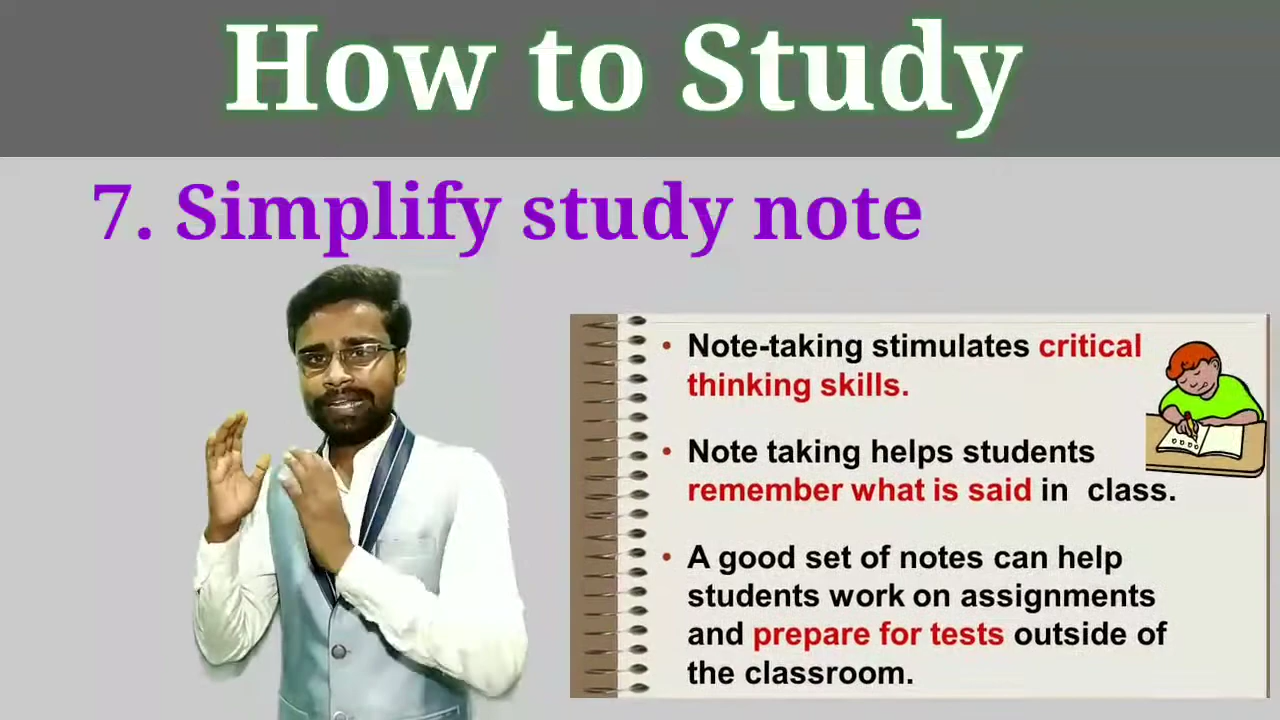 How to Study
7. Simplify study note
• Note-taking stimulates critical
thinking skills.
• Note taking helps students
remember what is said in class.
• A good set of notes can help
students work on assignments
and prepare for tests outside of
the classroom.